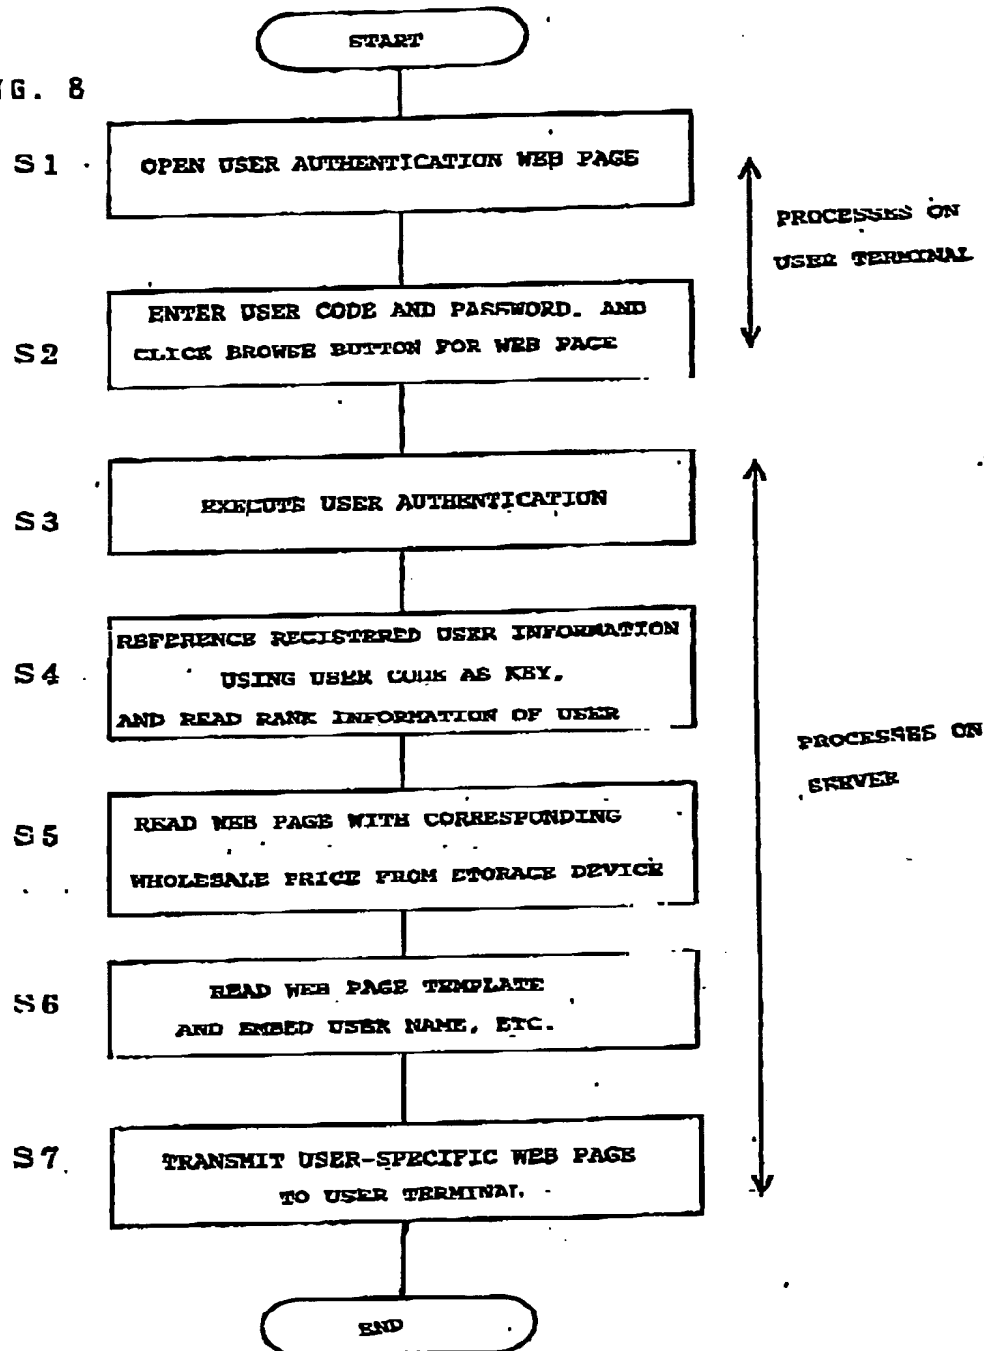 START
FIG. 8
S1
OPEN USER AUTHENTICATION WEB PAGE
PROCESSES ON
USER TERMINAL
S2
ENTER USER CODE AND PASSWORD. AND
CLICK BROWSE BUTTON FOR WEB PAGE
S3
EXECUTE USER AUTHENTICATION
S4
REFERENCE REGISTERED USER INFORMATION
USING USER CODE AS KEY,
AND READ RANK INFORMATION OF USER
PROCESSES ON
SERVER
S5
READ WEB PAGE WITH CORRESPONDING
WHOLESALE PRICE FROM STORAGE DEVICE
S6
READ WEB PAGE TEMPLATE
AND EMBED USER NAME, ETC.
S7
TRANSMIT USER-SPECIFIC WEB PAGE
TO USER TERMINAL
END